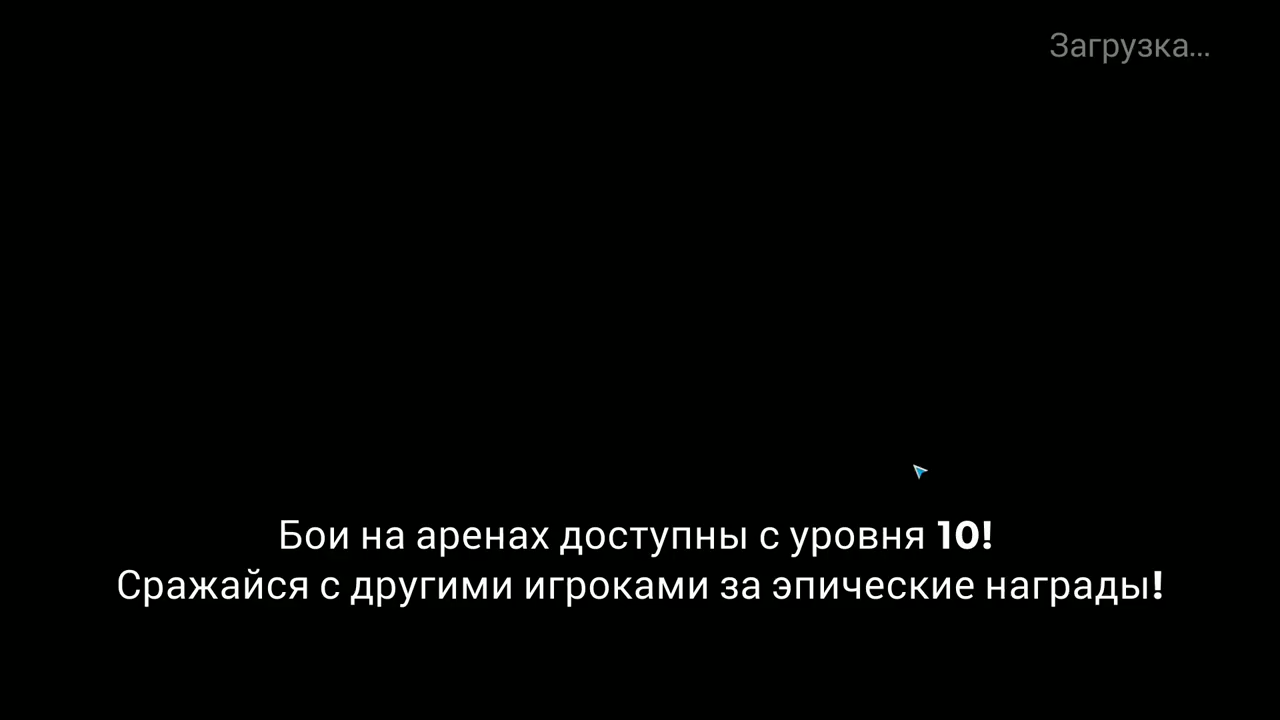 Загрузка...
Бои на аренах доступны с уровня 10!
Сражайся с другими игроками за эпические награды!